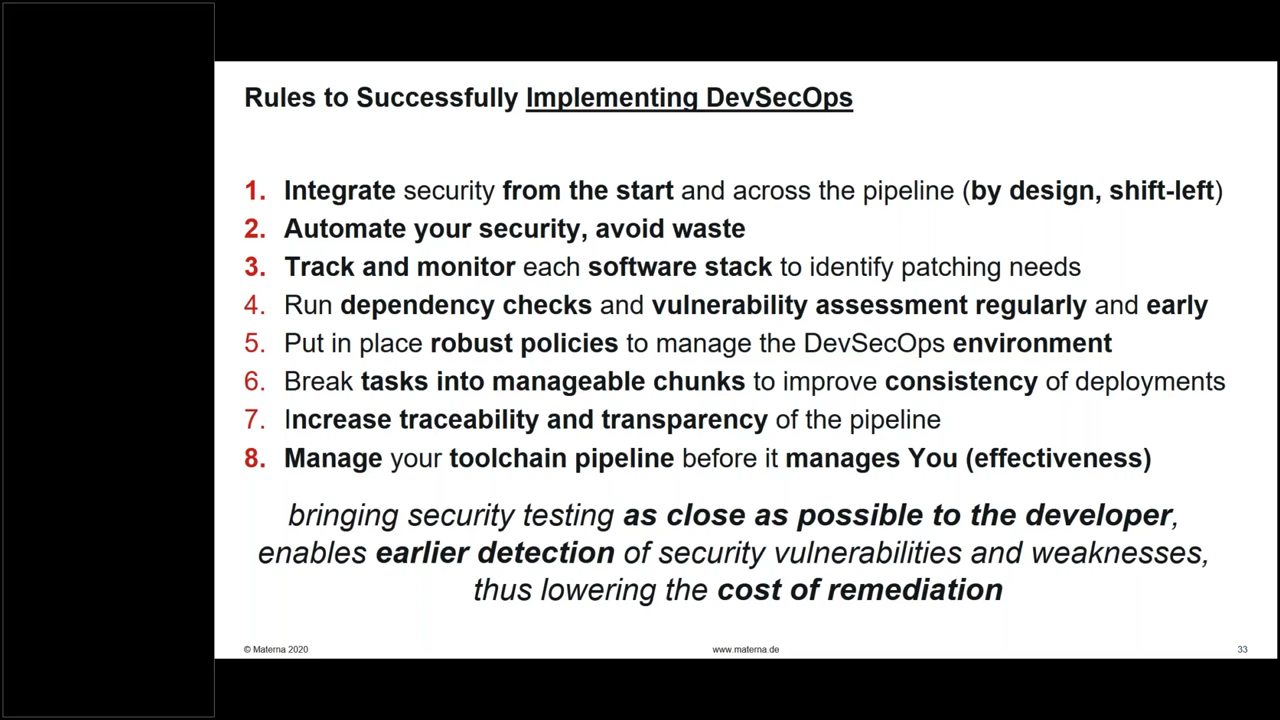 Rules to Successfully Implementing DevSecOps
1. Integrate security from the start and across the pipeline (by design, shift-left)
2. Automate your security, avoid waste
3. Track and monitor each software stack to identify patching needs
4. Run dependency checks and vulnerability assessment regularly and early
5. Put in place robust policies to manage the DevSecOps environment
6. Break tasks into manageable chunks to improve consistency of deployments
7. Increase traceability and transparency of the pipeline
8. Manage your toolchain pipeline before it manages You (effectiveness)
bringing security testing as close as possible to the developer,
enables earlier detection of security vulnerabilities and weaknesses,
thus lowering the cost of remediation
© Materna 2020 www.materna.de 33